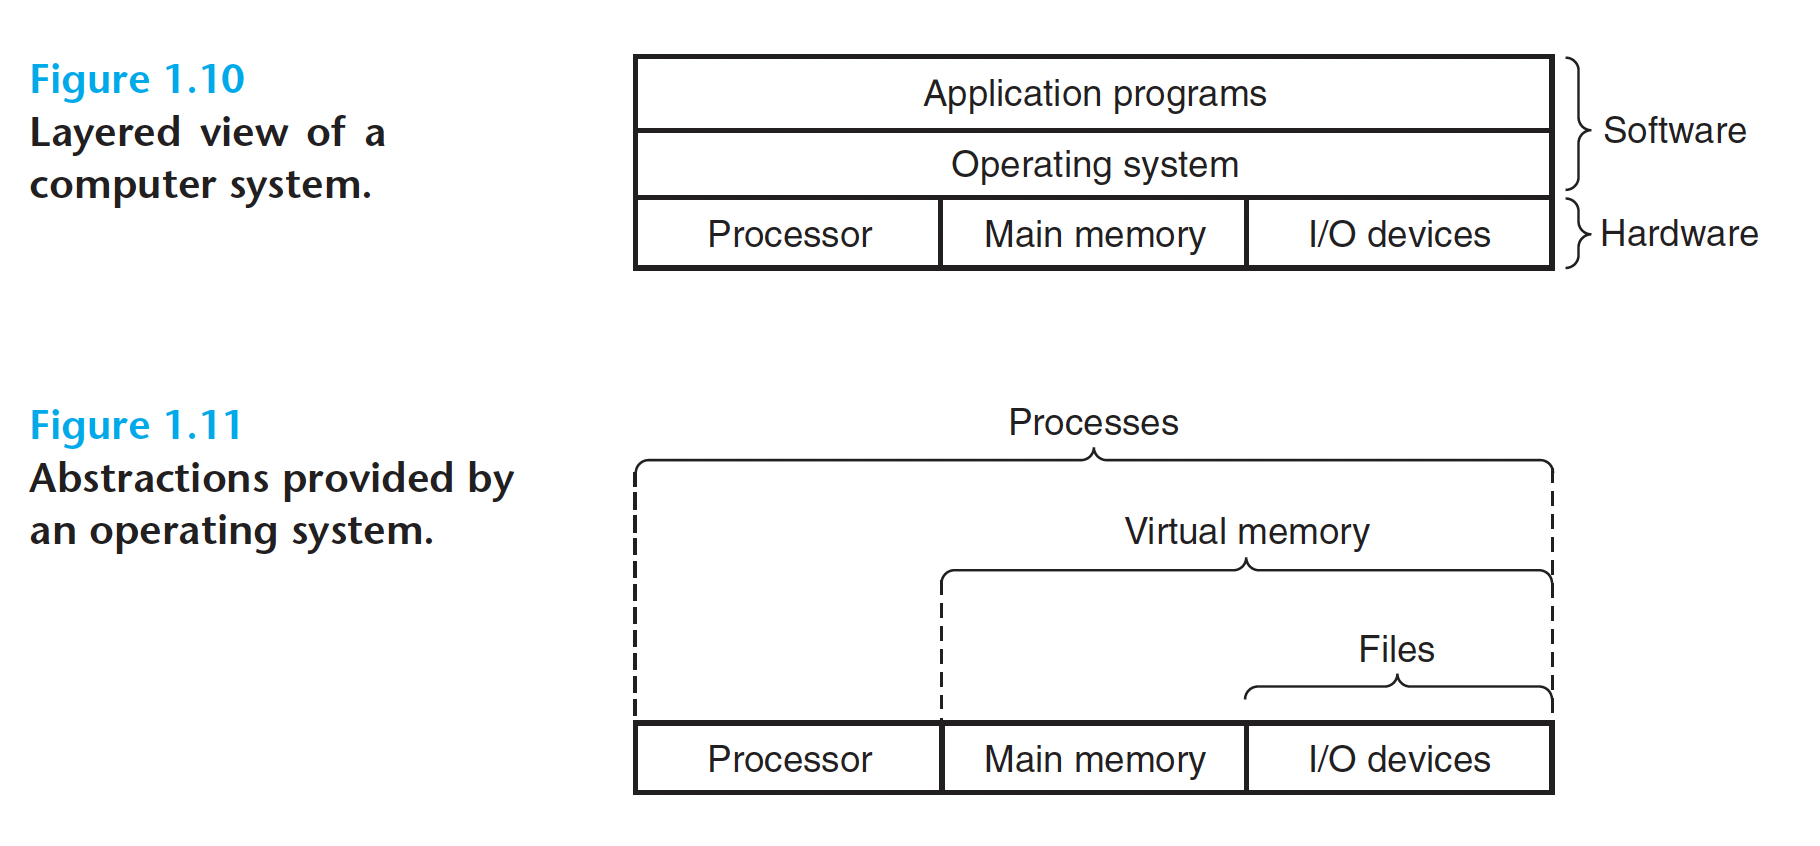 Figure 1.10
Layered view of a
computer system.
Application programs
Operating system
Processor Main memory I/O devices
Software
Hardware
Figure 1.11
Abstractions provided by
an operating system.
Processes
Virtual memory
Files
Processor Main memory I/O devices